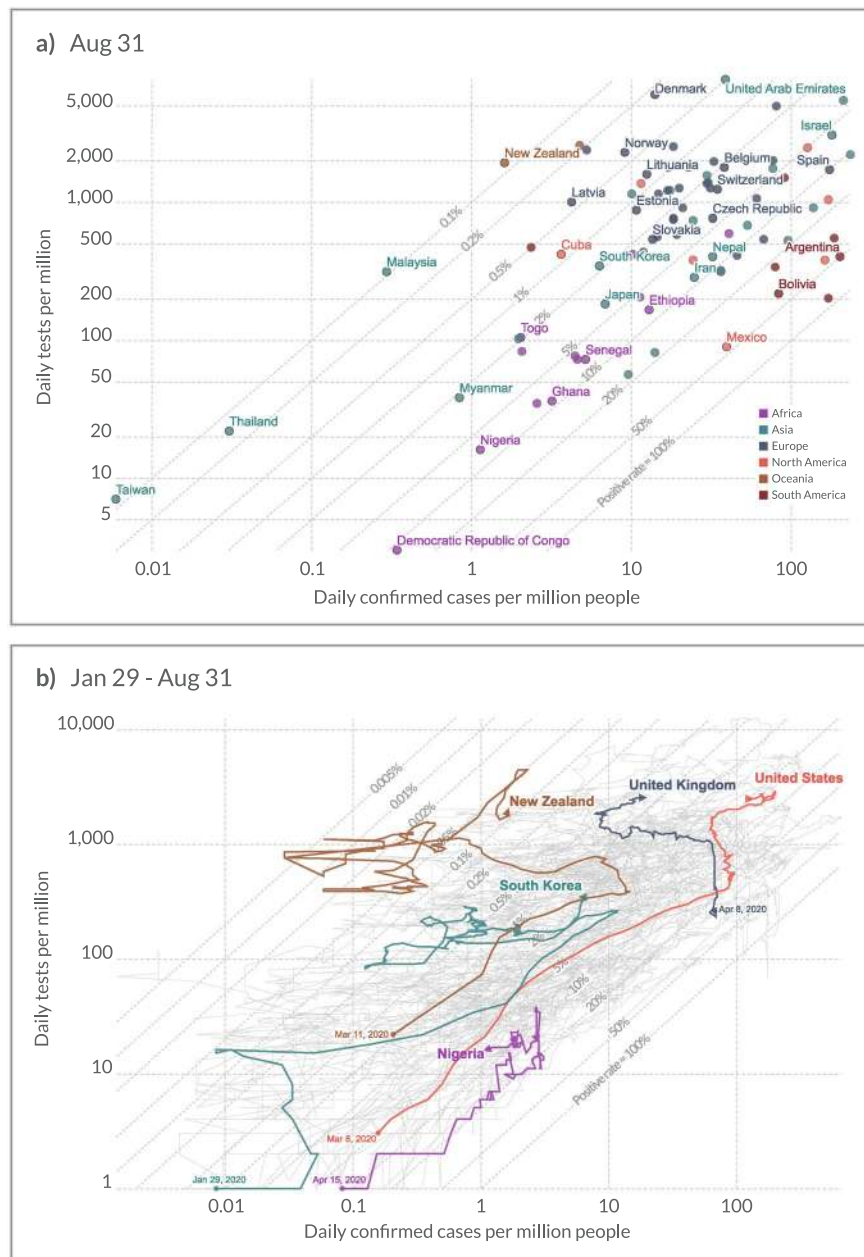 a) Aug 31
Daily tests per million
5,000
2,000
1,000
500
200
100
50
20
10
5
0.01
0.1
1
10
100
Daily confirmed cases per million people
Denmark
United Arab Emirates
Israel
Norway
New Zealand
Lithuania
Belgium
Spain
Switzerland
Latvia
Estonia
Czech Republic
Slovakia
Cuba
Nepal
Argentina
Malaysia
South Korea
Iran
Bolivia
Japan
Ethiopia
Togo
Mexico
Senegal
Myanmar
Ghana
Thailand
Nigeria
Taiwan
Democratic Republic of Congo
0.1%
0.2%
0.5%
1%
2%
5%
10%
20%
50%
Positive rate = 100%
Africa
Asia
Europe
North America
Oceania
South America
b) Jan 29 - Aug 31
Daily tests per million
10,000
1,000
100
10
1
0.01
0.1
1
10
100
Daily confirmed cases per million people
0.005%
0.01%
0.02%
0.1%
0.2%
0.5%
1%
2%
5%
10%
20%
50%
Positive rate = 100%
United Kingdom
United States
New Zealand
South Korea
Apr 8, 2020
Mar 11, 2020
Nigeria
Mar 8, 2020
Jan 29, 2020
Apr 15, 2020